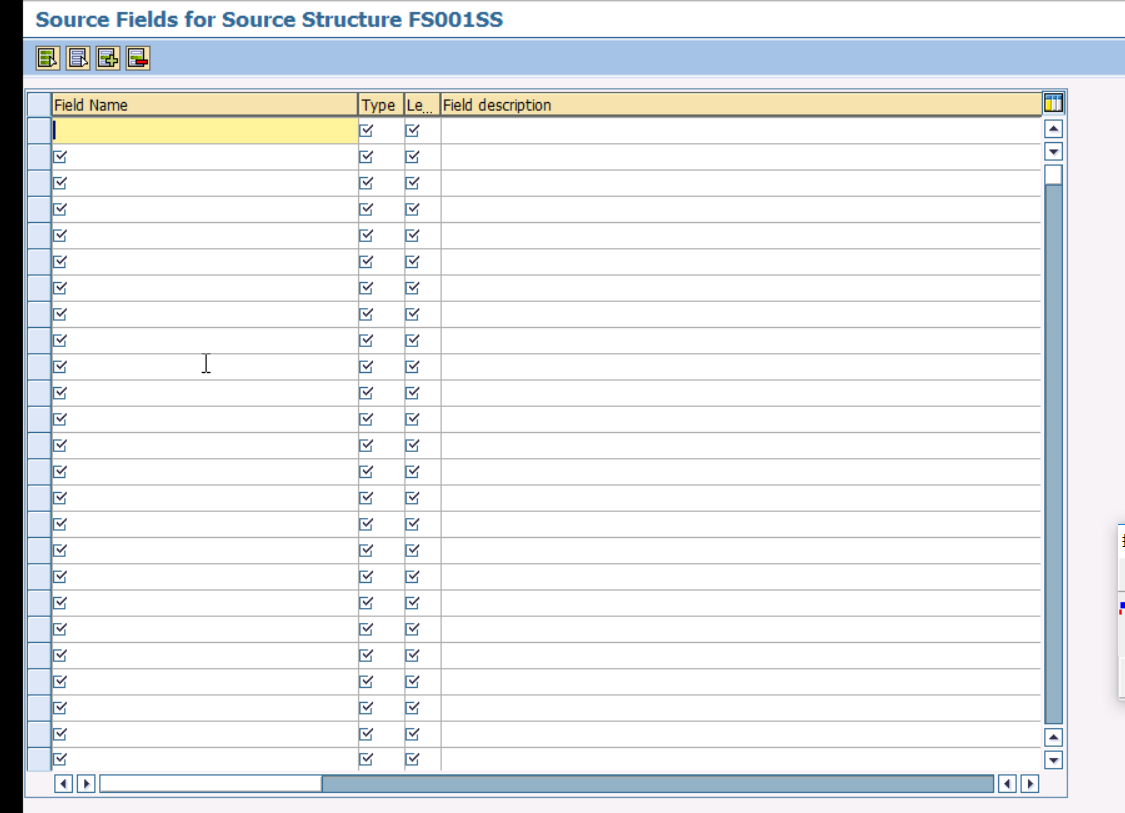 Source Fields for Source Structure FS001SS
Field Name Type Le... Field description